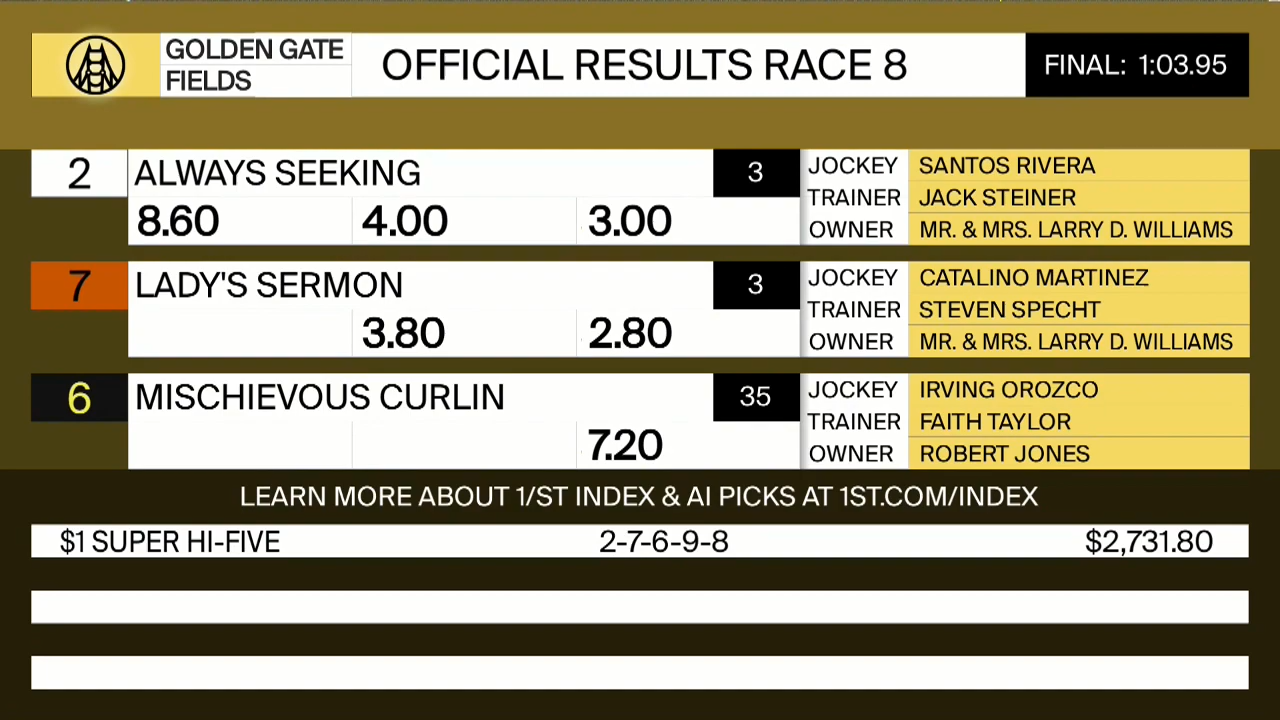 GOLDEN GATE
FIELDS
OFFICIAL RESULTS RACE 8
FINAL: 1:03.95
2
ALWAYS SEEKING
3
8.60 4.00 3.00
JOCKEY SANTOS RIVERA
TRAINER JACK STEINER
OWNER MR. & MRS. LARRY D. WILLIAMS
7
LADY'S SERMON
3
3.80 2.80
JOCKEY CATALINO MARTINEZ
TRAINER STEVEN SPECHT
OWNER MR. & MRS. LARRY D. WILLIAMS
6
MISCHIEVOUS CURLIN
35
7.20
JOCKEY IRVING OROZCO
TRAINER FAITH TAYLOR
OWNER ROBERT JONES
LEARN MORE ABOUT 1/ST INDEX & AI PICKS AT 1ST.COM/INDEX
$1 SUPER HI-FIVE 2-7-6-9-8 $2,731.80